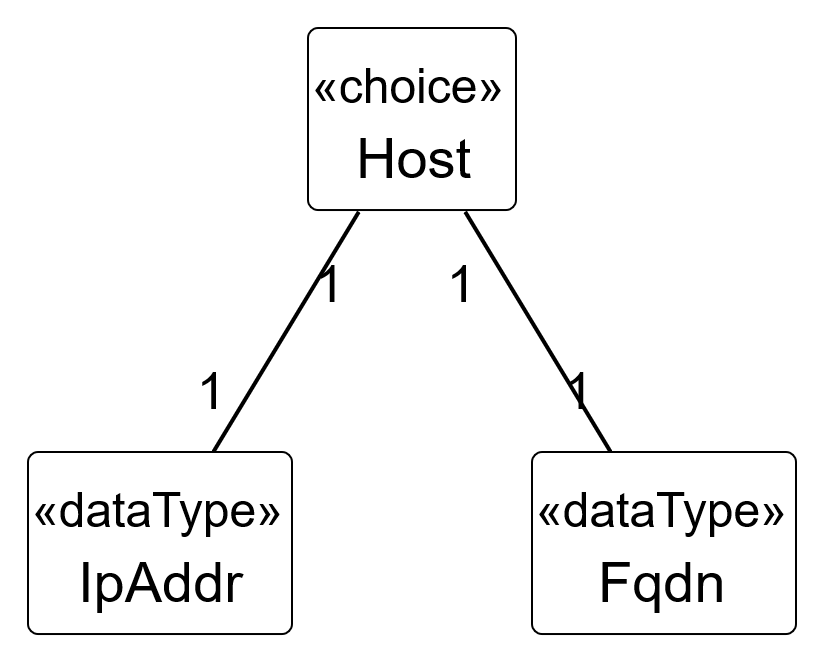 «choice»
Host
1 1
1 1
«dataType» «dataType»
IpAddr Fqdn